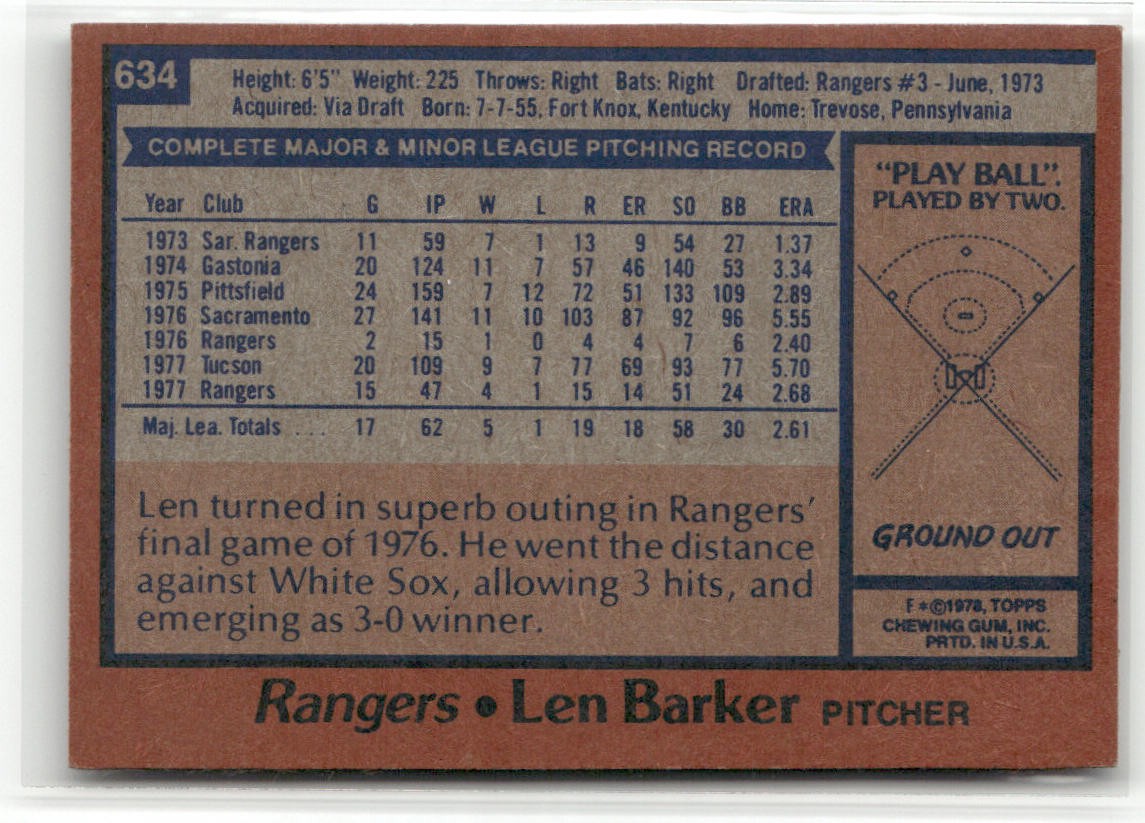 634
Height: 6'5" Weight: 225 Throws: Right Bats: Right Drafted: Rangers #3 - June, 1973
Acquired: Via Draft Born: 7-7-55, Fort Knox, Kentucky Home: Trevose, Pennsylvania
COMPLETE MAJOR & MINOR LEAGUE PITCHING RECORD
Year Club G IP W L R ER SO BB ERA
1973 Sar. Rangers 11 59 7 1 13 9 54 27 1.37
1974 Gastonia 20 124 11 7 57 46 140 53 3.34
1975 Pittsfield 24 159 7 12 72 51 133 109 2.89
1976 Sacramento 27 141 11 10 103 87 92 96 5.55
1976 Rangers 2 15 1 0 4 4 7 6 2.40
1977 Tucson 20 109 9 7 77 69 93 77 5.70
1977 Rangers 15 47 4 1 15 14 51 24 2.68
Maj. Lea. Totals . . . 17 62 5 1 19 18 58 30 2.61
Len turned in superb outing in Rangers'
final game of 1976. He went the distance
against White Sox, allowing 3 hits, and
emerging as 3-0 winner.
"PLAY BALL".
PLAYED BY TWO.
GROUND OUT
F*©1978, TOPPS
CHEWING GUM, INC.
PRTD. IN U.S.A.
Rangers • Len Barker PITCHER